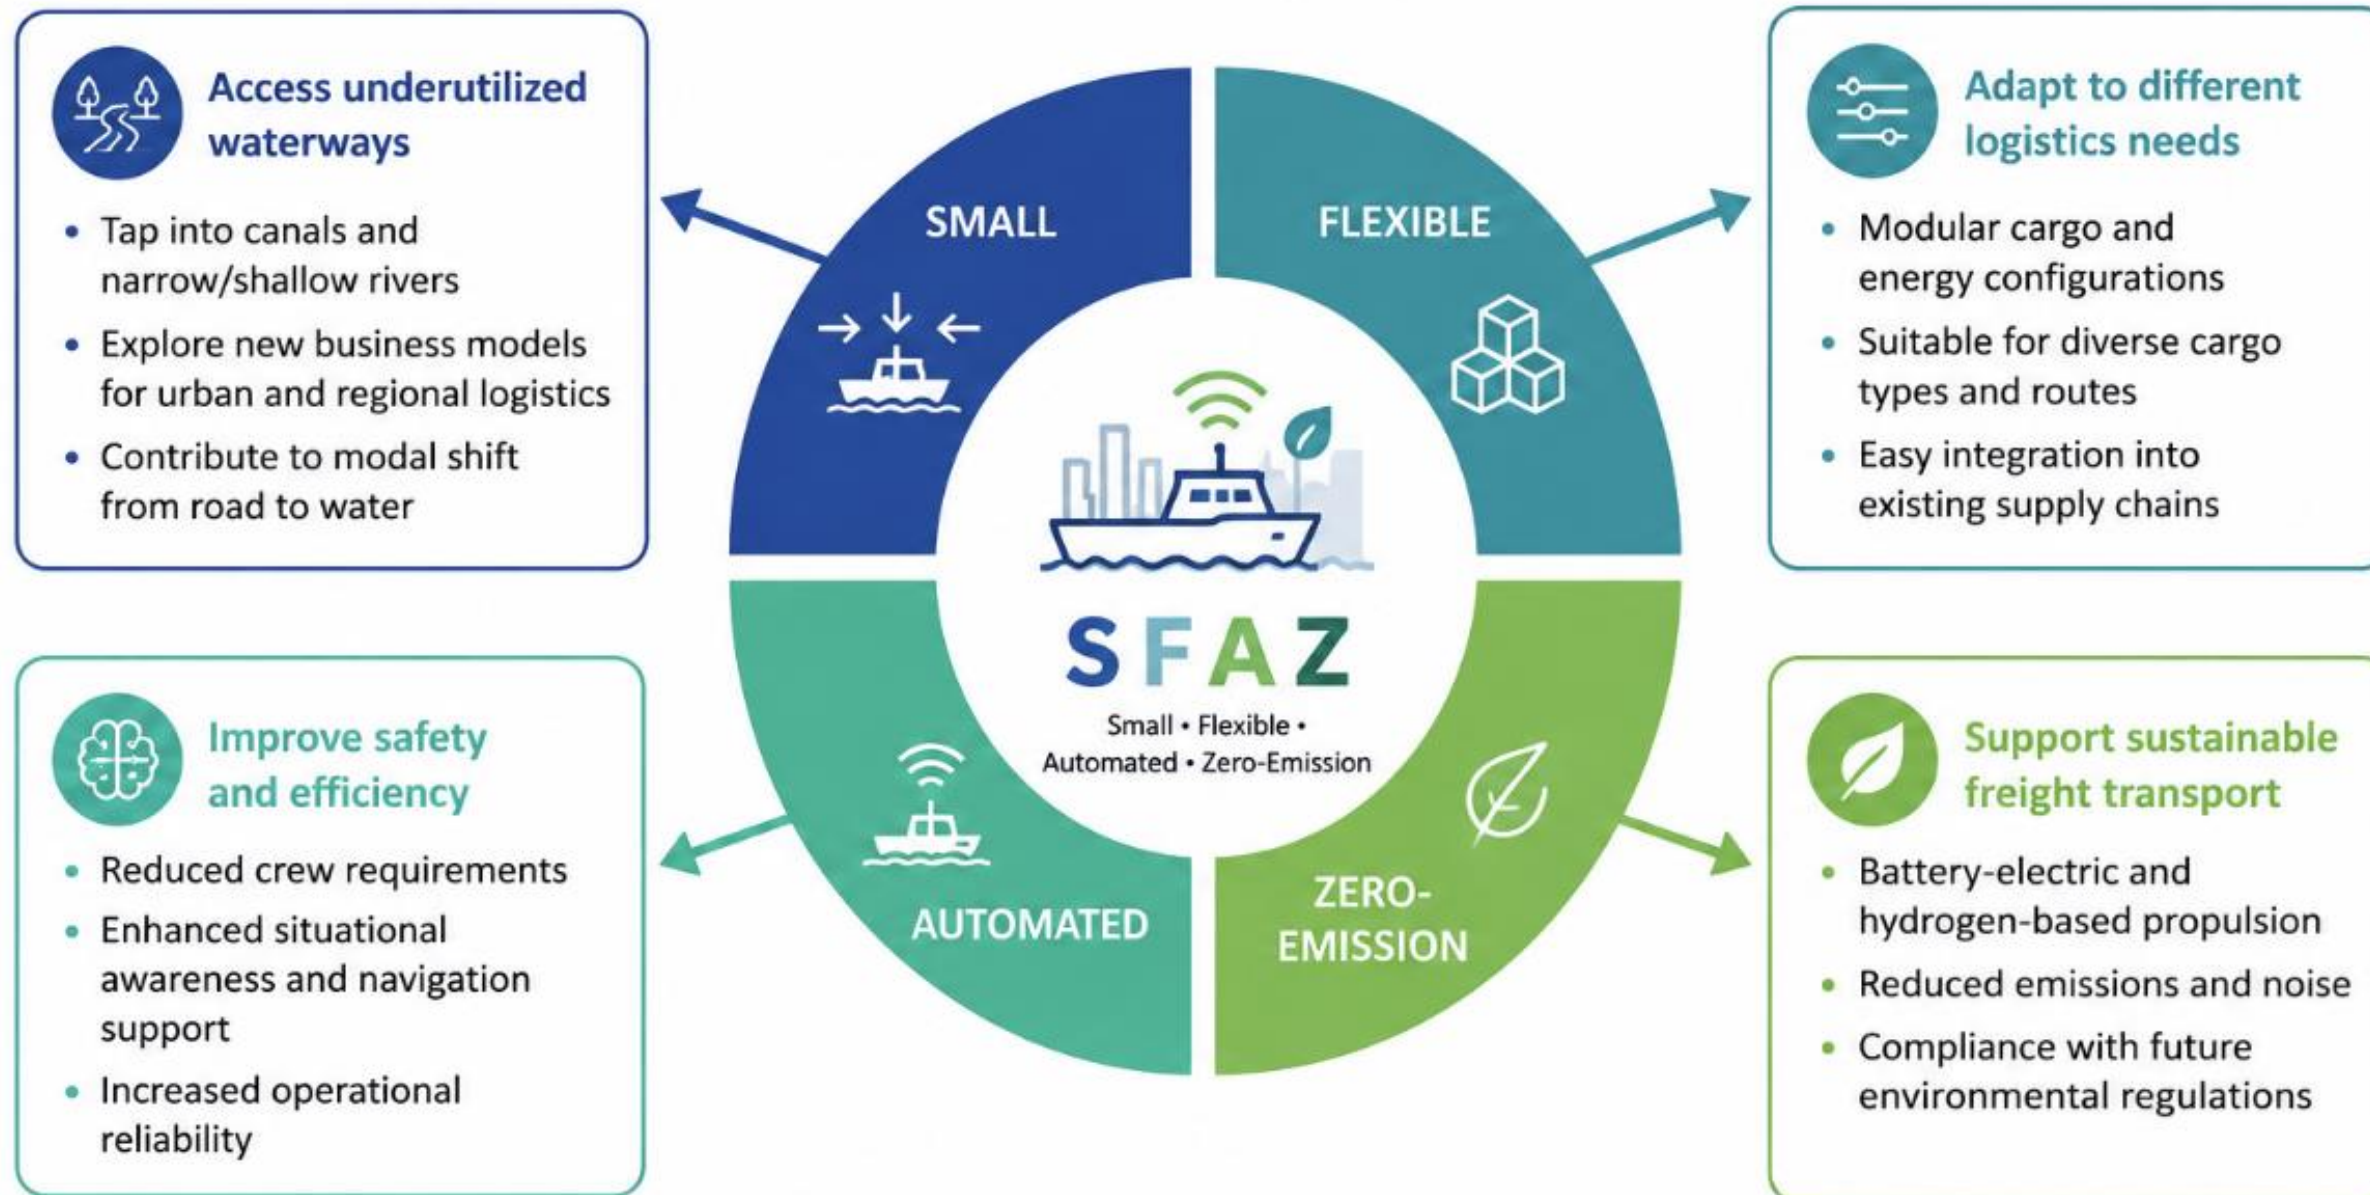 Access underutilized
waterways
• Tap into canals and
narrow/shallow rivers
• Explore new business models
for urban and regional logistics
• Contribute to modal shift
from road to water
SMALL
FLEXIBLE
Adapt to different
logistics needs
• Modular cargo and
energy configurations
• Suitable for diverse cargo
types and routes
• Easy integration into
existing supply chains
SFAZ
Small • Flexible •
Automated • Zero-Emission
Improve safety
and efficiency
• Reduced crew requirements
• Enhanced situational
awareness and navigation
support
• Increased operational
reliability
AUTOMATED
ZERO-
EMISSION
Support sustainable
freight transport
• Battery-electric and
hydrogen-based propulsion
• Reduced emissions and noise
• Compliance with future
environmental regulations